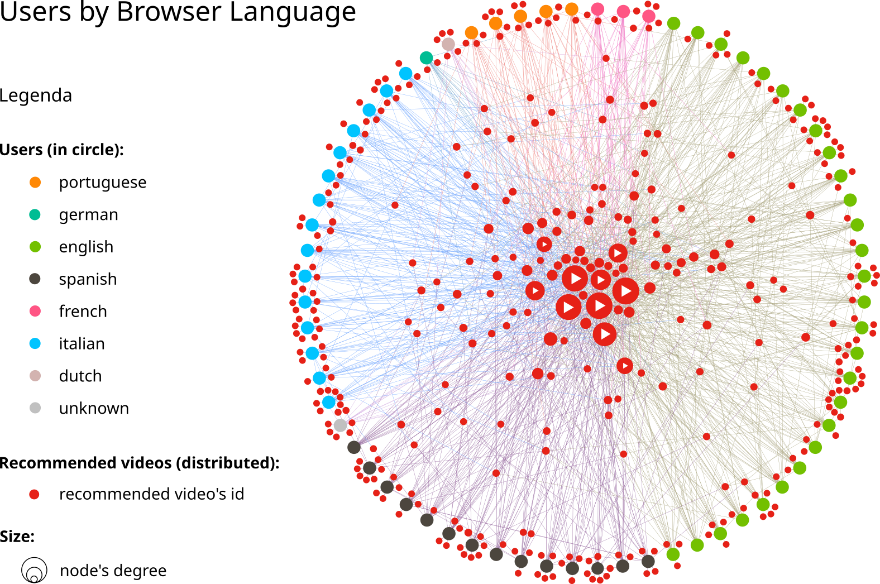 Users by Browser Language
Legenda
Users (in circle):
portuguese
german
english
spanish
french
italian
dutch
unknown
Recommended videos (distributed):
recommended video's id
Size:
node's degree